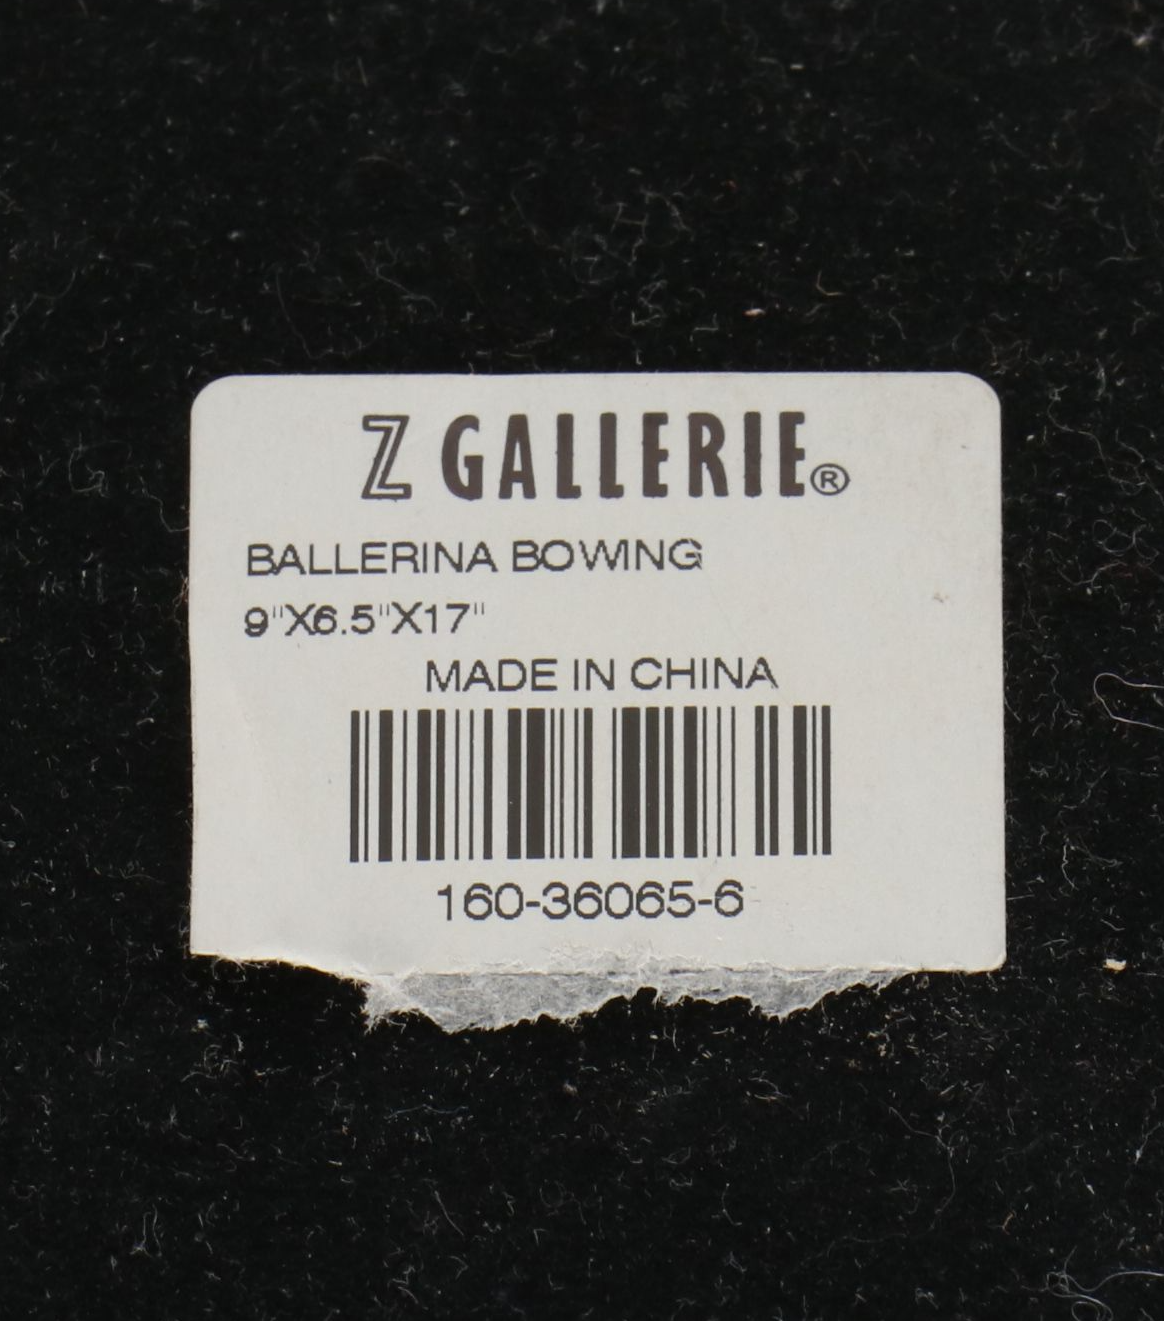 Z GALLERIE®
BALLERINA BOWING
9"X6.5"X17"
MADE IN CHINA
160-36065-6